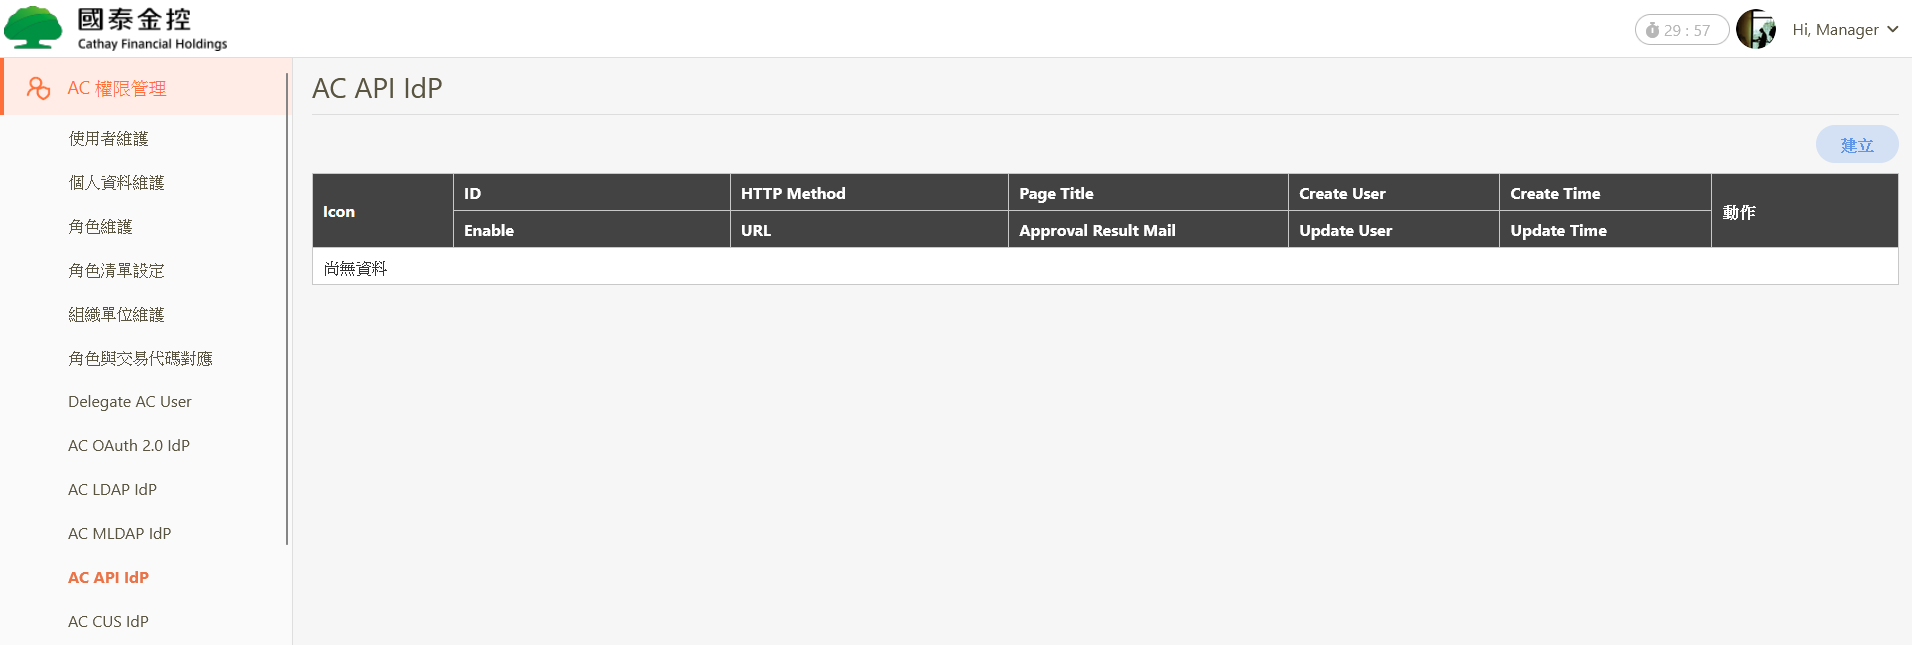 國泰金控
Cathay Financial Holdings
29 : 57
Hi, Manager
AC 權限管理
使用者維護
個人資料維護
角色維護
角色清單設定
組織單位維護
角色與交易代碼對應
Delegate AC User
AC OAuth 2.0 IdP
AC LDAP IdP
AC MLDAP IdP
AC API IdP
AC CUS IdP
AC API IdP
建立
Icon
ID
HTTP Method
Page Title
Create User
Create Time
動作
Enable
URL
Approval Result Mail
Update User
Update Time
尚無資料